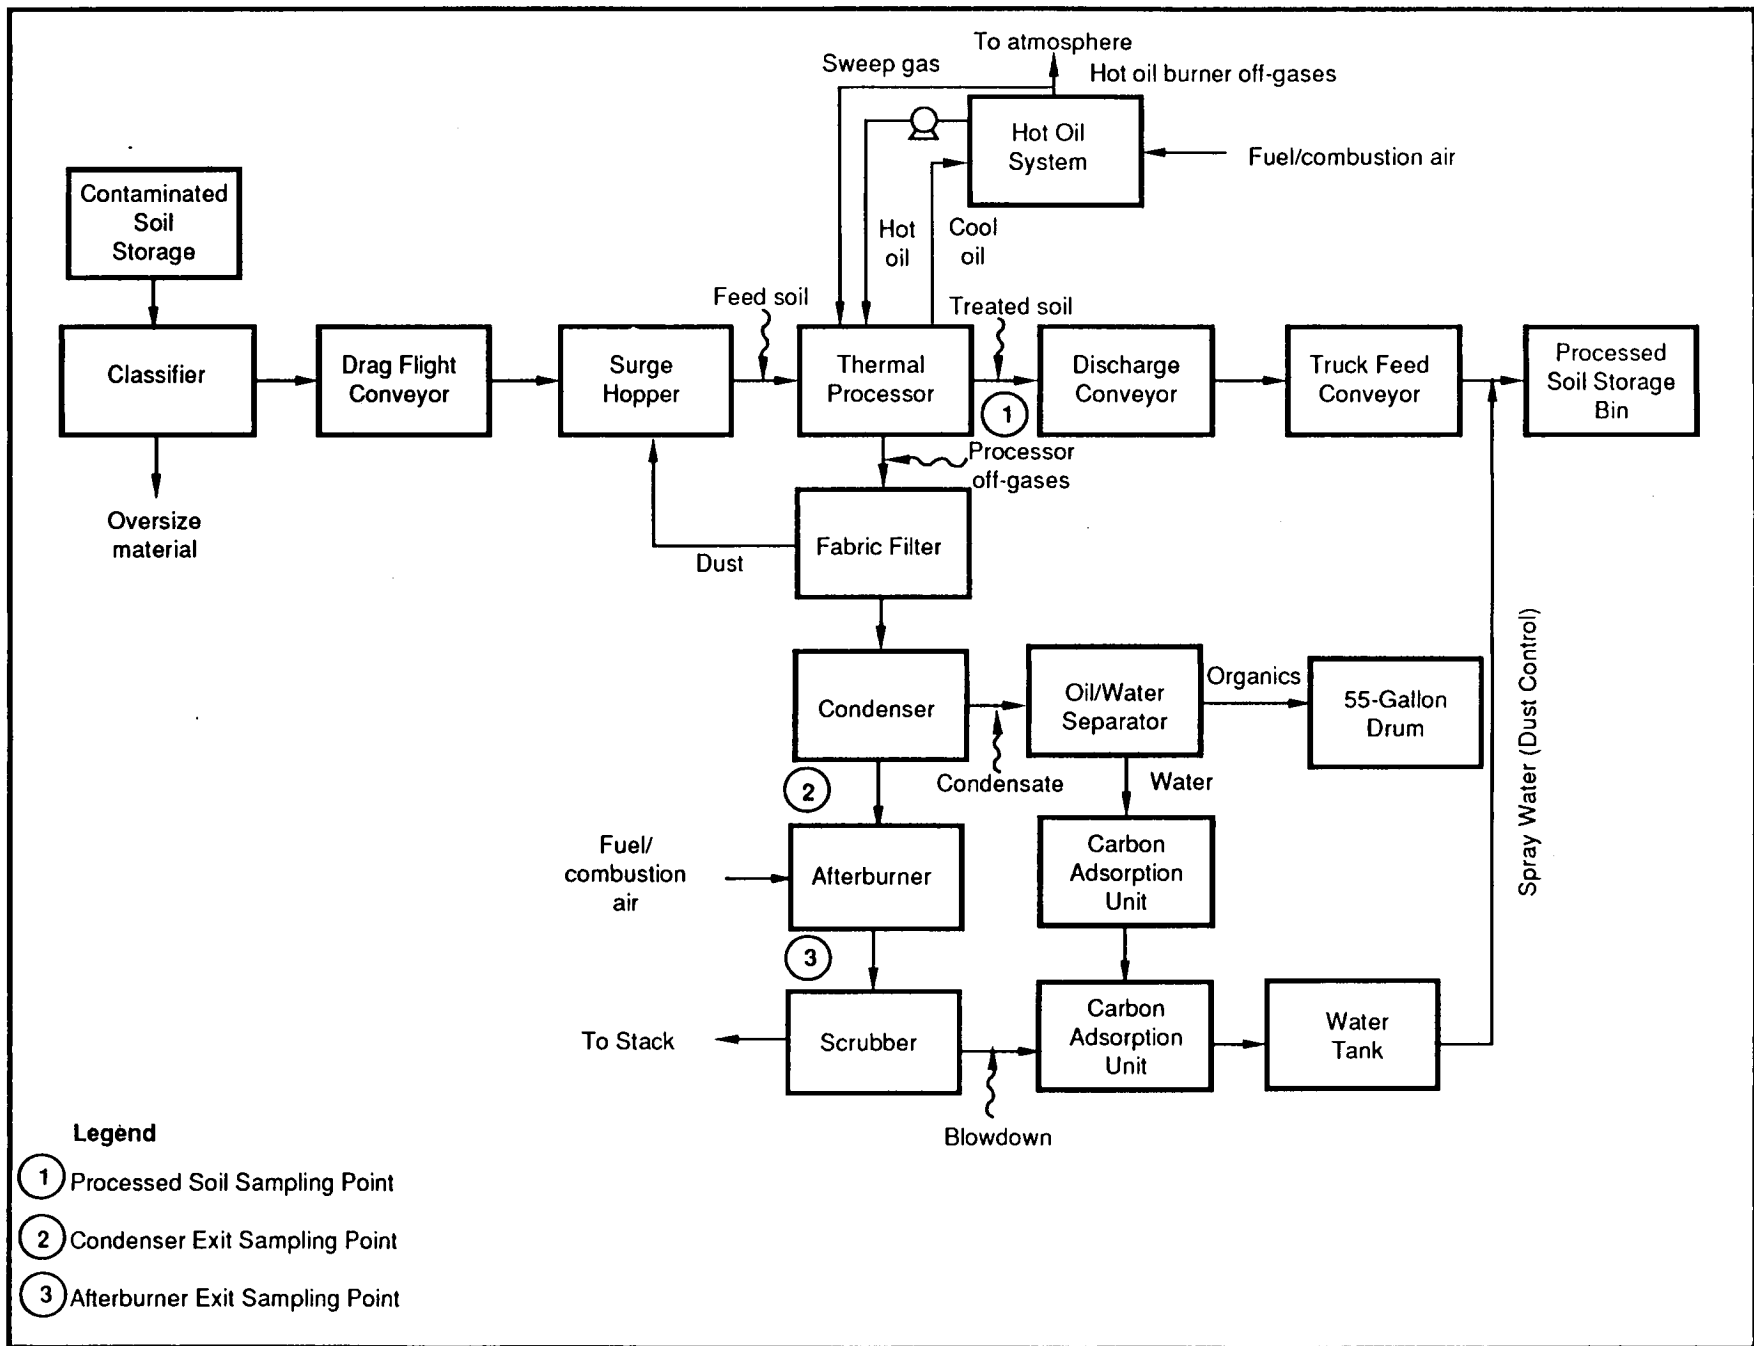 To atmosphere
Sweep gas
Hot oil burner off-gases
Hot Oil
System
Fuel/combustion air
Contaminated
Soil
Storage
Hot
oil
Cool
oil
Feed soil
Treated soil
Classifier
Drag Flight
Conveyor
Surge
Hopper
Thermal
Processor
1
Discharge
Conveyor
Truck Feed
Conveyor
Processed
Soil Storage
Bin
Processor
off-gases
Oversize
material
Dust
Fabric Filter
Condenser
Condensate
Oil/Water
Separator
Organics
55-Gallon
Drum
Spray Water (Dust Control)
2
Water
Fuel/
combustion
air
Afterburner
Carbon
Adsorption
Unit
3
To Stack
Scrubber
Blowdown
Carbon
Adsorption
Unit
Water
Tank
Legend
1 Processed Soil Sampling Point
2 Condenser Exit Sampling Point
3 Afterburner Exit Sampling Point